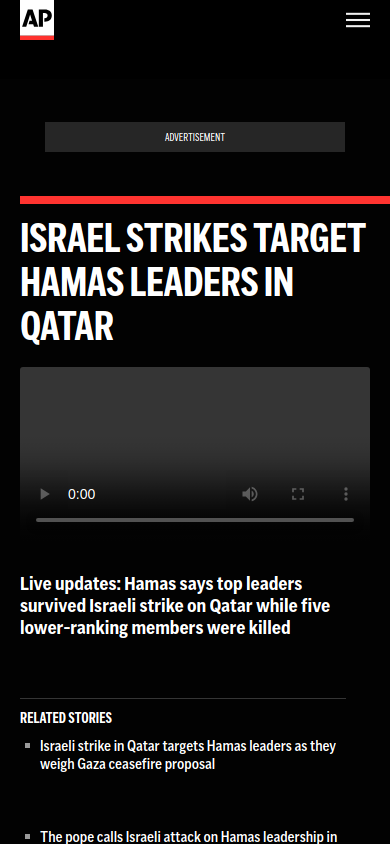 AP
ADVERTISEMENT
ISRAEL STRIKES TARGET
HAMAS LEADERS IN
QATAR
0:00
Live updates: Hamas says top leaders
survived Israeli strike on Qatar while five
lower-ranking members were killed
RELATED STORIES
Israeli strike in Qatar targets Hamas leaders as they
weigh Gaza ceasefire proposal
The pope calls Israeli attack on Hamas leadership in